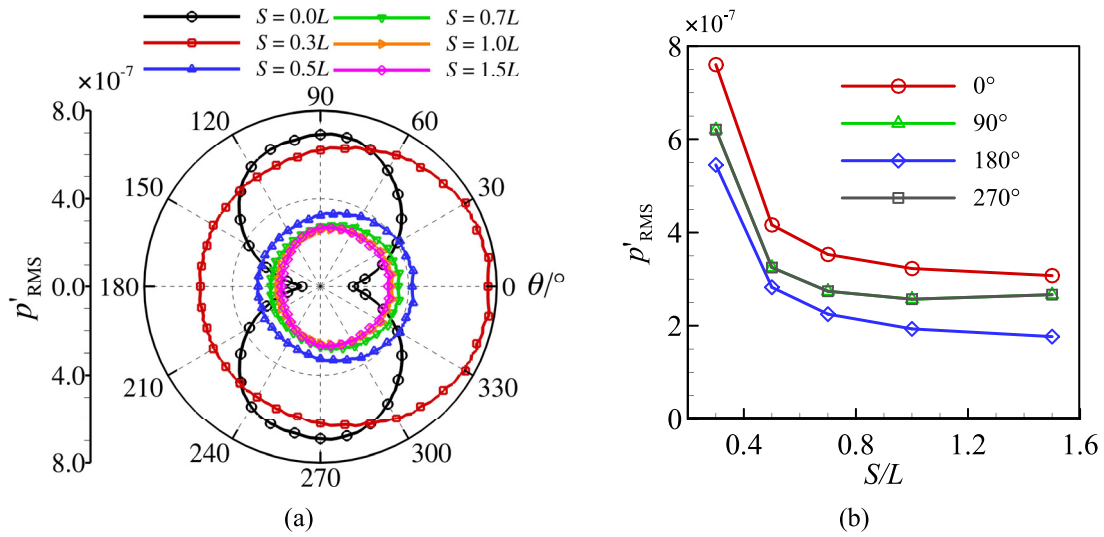 S = 0.0L S = 0.7L
S = 0.3L S = 1.0L
S = 0.5L S = 1.5L
×10⁻⁷
8.0
4.0
0.0
4.0
8.0
p'RMS
90
120 60
150 30
180 0 θ/°
210 330
240 300
270
(a)
×10⁻⁷
8
6
4
2
0
p'RMS
0°
90°
180°
270°
0.4 0.8 1.2 1.6
S/L
(b)